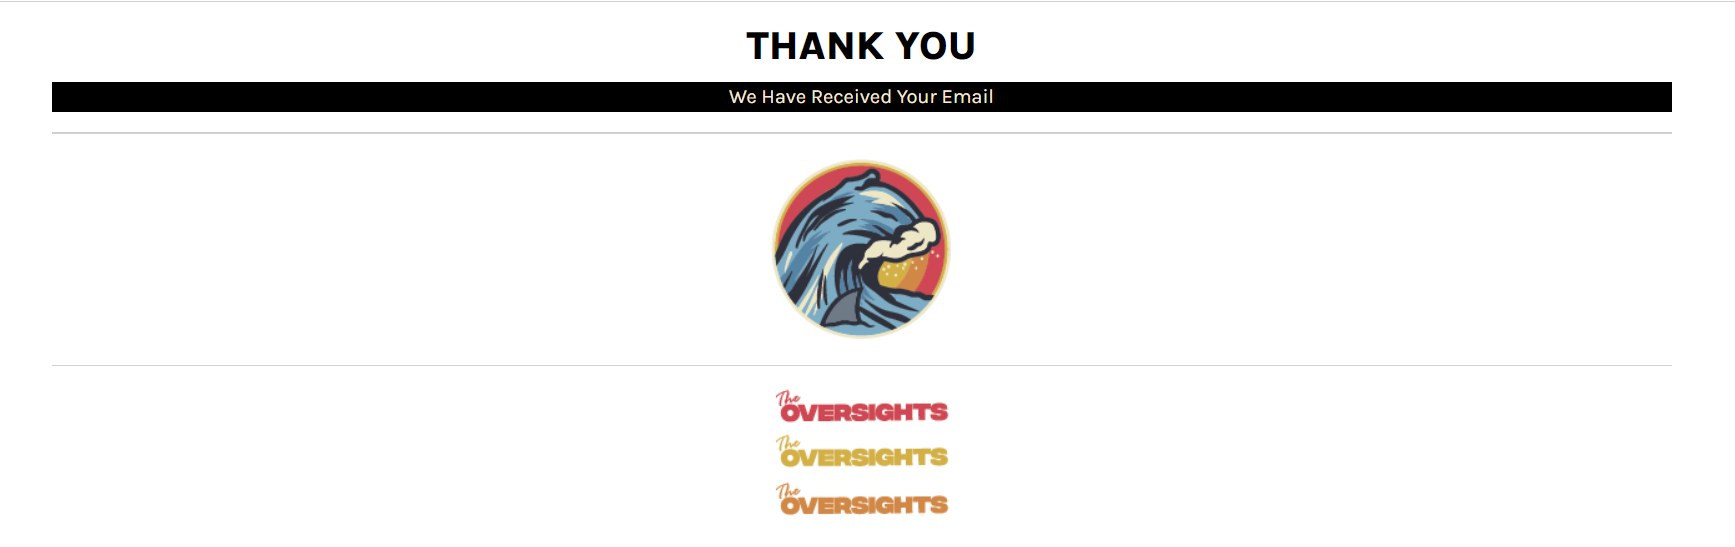 THANK YOU
We Have Received Your Email
The
OVERSIGHTS
The
OVERSIGHTS
The
OVERSIGHTS